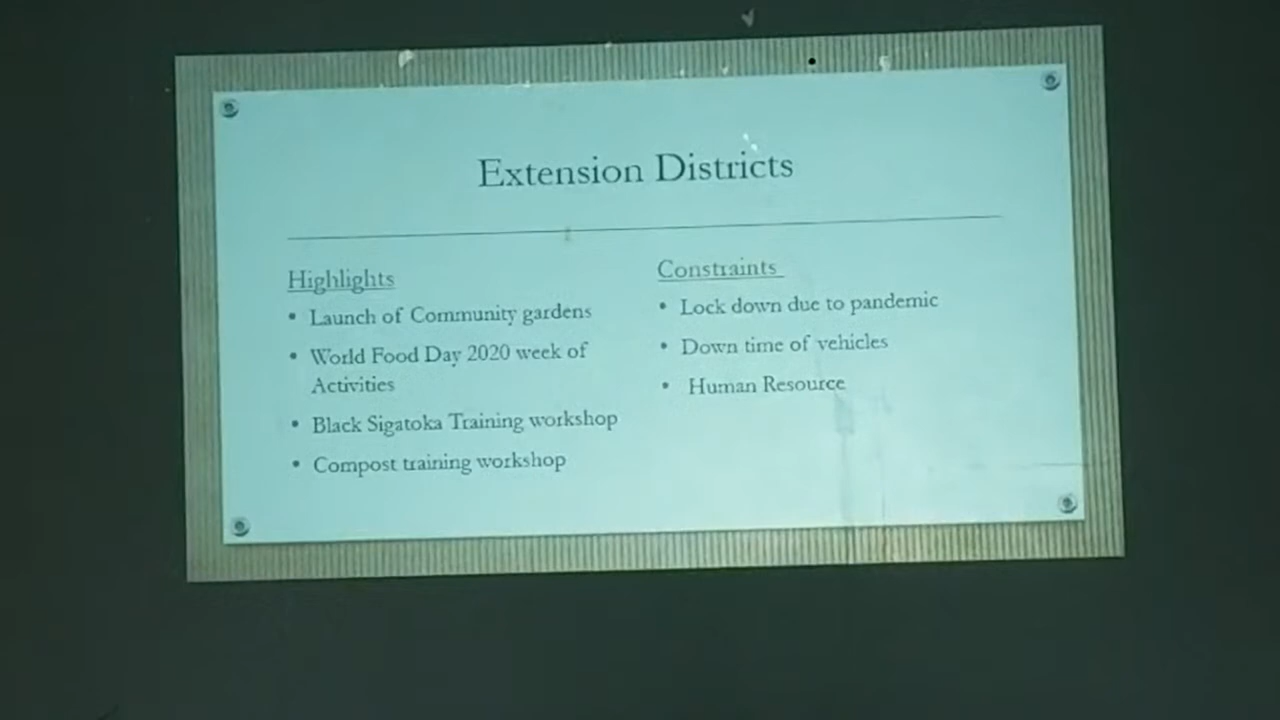 Extension Districts
Highlights
• Launch of Community gardens
• World Food Day 2020 week of
Activities
• Black Sigatoka Training workshop
• Compost training workshop
Constraints
• Lock down due to pandemic
• Down time of vehicles
• Human Resource